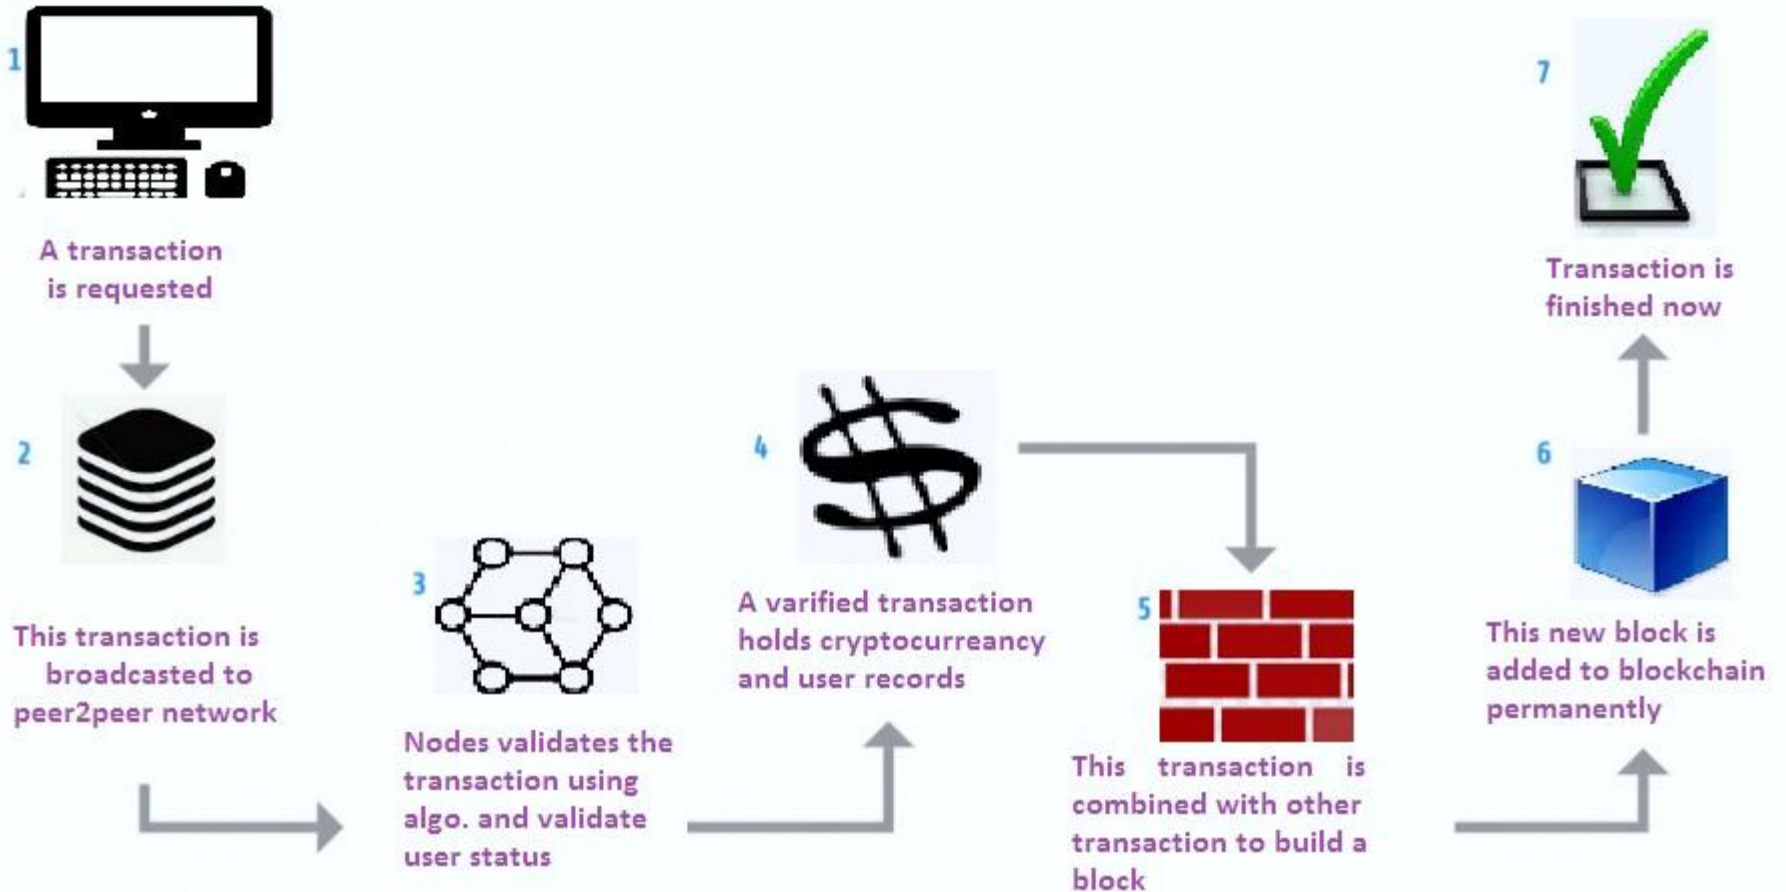 1
A transaction
is requested
2
This transaction is
broadcasted to
peer2peer network
3
Nodes validates the
transaction using
algo. and validate
user status
4
A varified transaction
holds cryptocurreancy
and user records
5
This transaction is
combined with other
transaction to build a
block
6
This new block is
added to blockchain
permanently
7
Transaction is
finished now